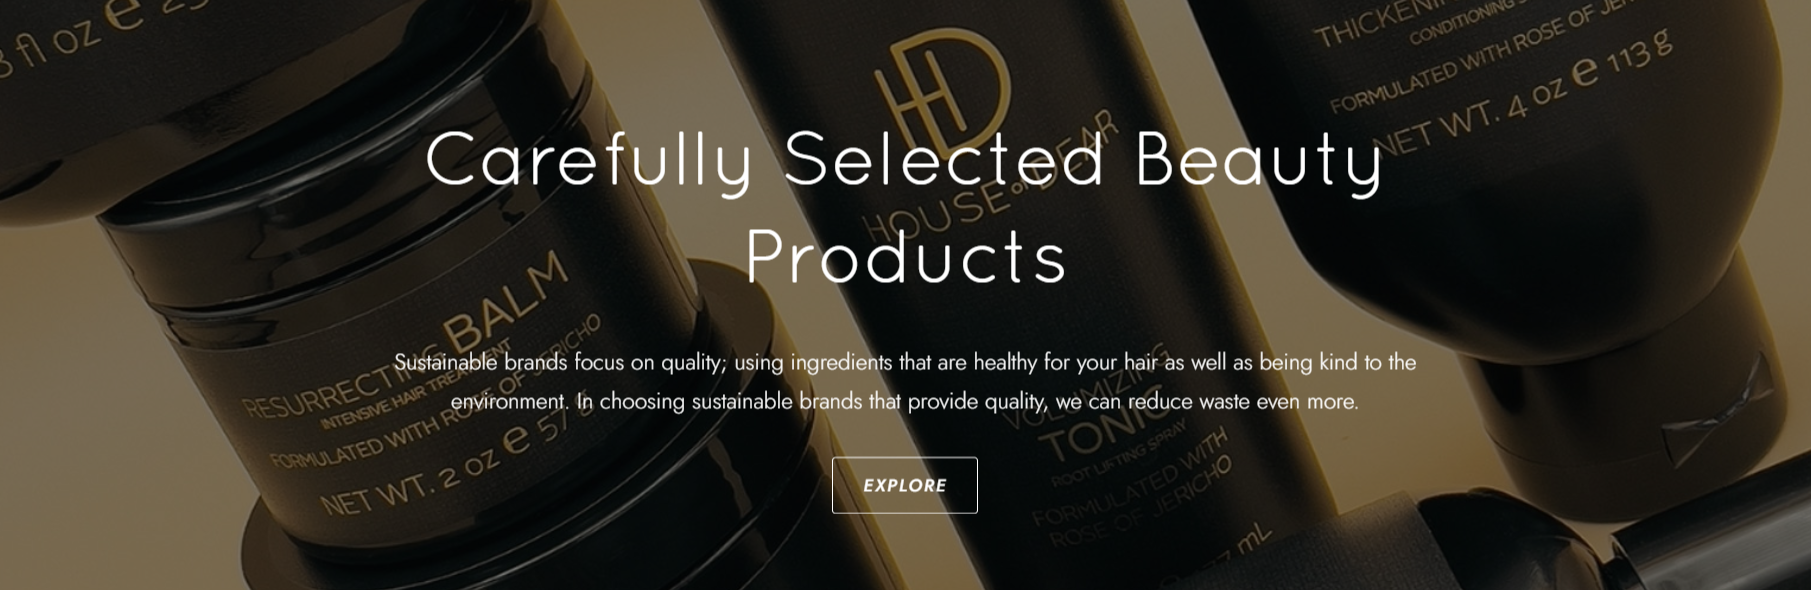 8 fl oz e
THICKENI
CONDITIONING
FORMULATED WITH ROSE OF JER
NET WT. 4 oz e 113 g
HD
HOUSE OF DEAR
Carefully Selected Beauty
Products
RESURRECTING BALM
INTENSIVE HAIR TREATMENT
FORMULATED WITH ROSE OF JERICHO
NET WT. 2 oz e 57 g
Sustainable brands focus on quality; using ingredients that are healthy for your hair as well as being kind to the
environment. In choosing sustainable brands that provide quality, we can reduce waste even more.
VOLUMIZING
TONIC
ROOT LIFTING SPRAY
FORMULATED WITH
ROSE OF JERICHO
mL
EXPLORE